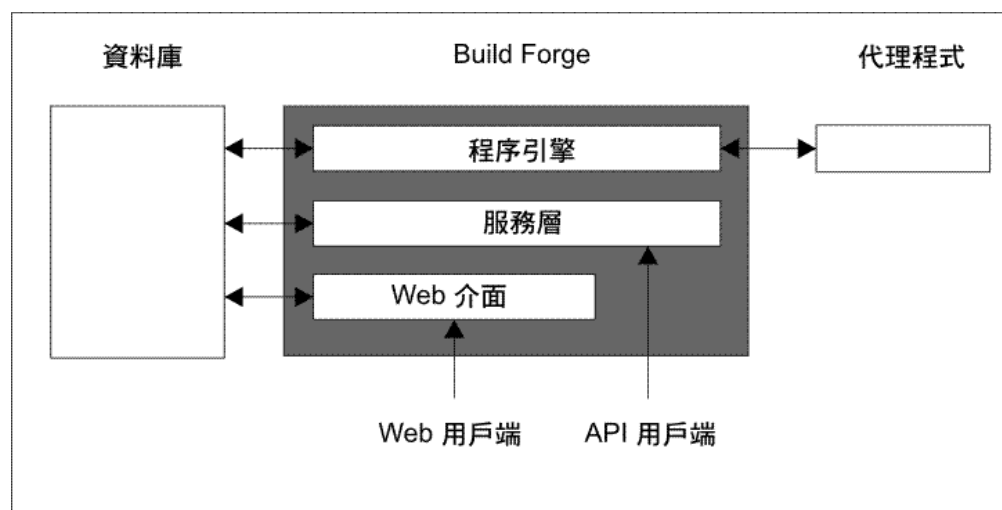 資料庫
Build Forge
代理程式
程序引擎
服務層
Web 介面
Web 用戶端
API 用戶端